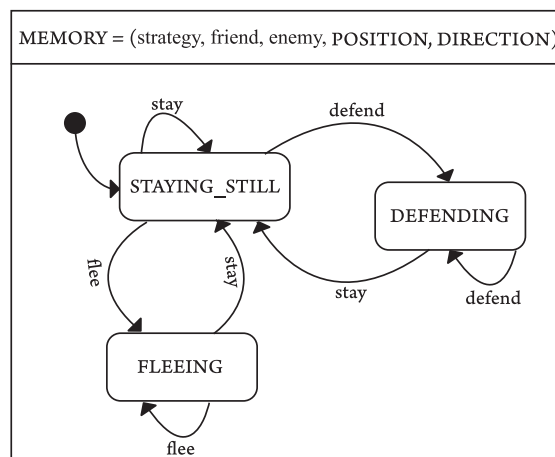 MEMORY = (strategy, friend, enemy, POSITION, DIRECTION)
stay
defend
STAYING_STILL
DEFENDING
flee
stay
stay
defend
FLEEING
flee